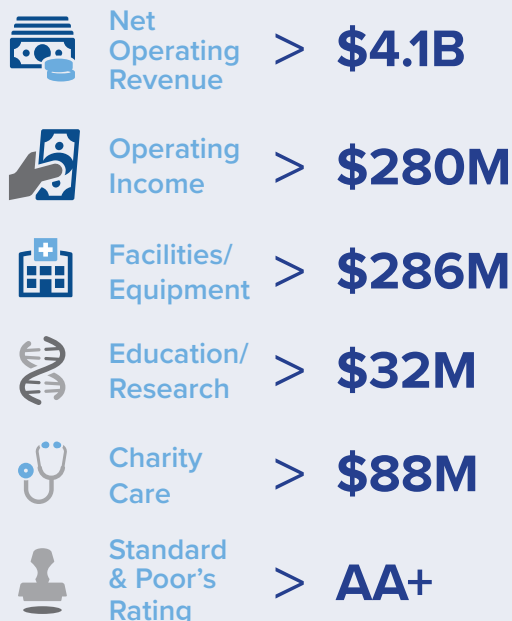 Net
Operating
Revenue
> $4.1B
Operating
Income
> $280M
Facilities/
Equipment
> $286M
Education/
Research
> $32M
Charity
Care
> $88M
Standard
& Poor's
Rating
> AA+